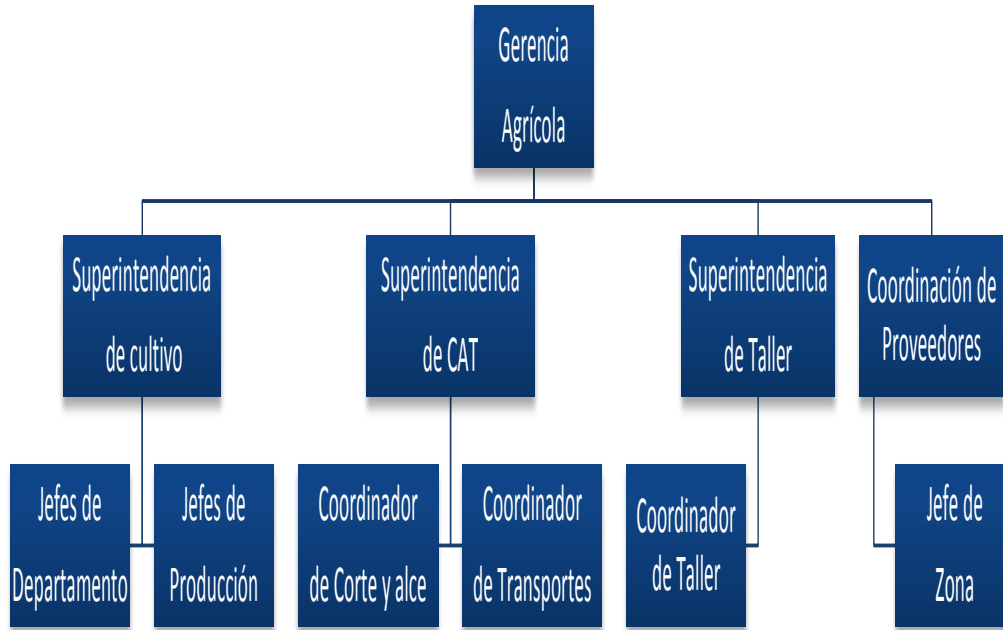 Gerencia
Agrícola
Superintendencia
de cultivo
Superintendencia
de CAT
Superintendencia
de Taller
Coordinación de
Proveedores
Jefes de
Departamento
Jefes de
Producción
Coordinador
de Corte y alce
Coordinador
de Transportes
Coordinador
de Taller
Jefe de
Zona